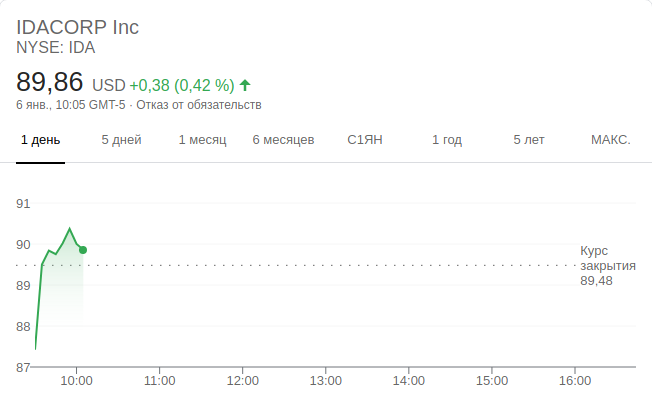 IDACORP Inc
NYSE: IDA
89,86 USD +0,38 (0,42 %)
6 янв., 10:05 GMT-5 · Отказ от обязательств
1 день 5 дней 1 месяц 6 месяцев С1ЯН 1 год 5 лет МАКС.
91
90
89
88
87
Курс
закрытия
89,48
10:00 11:00 12:00 13:00 14:00 15:00 16:00